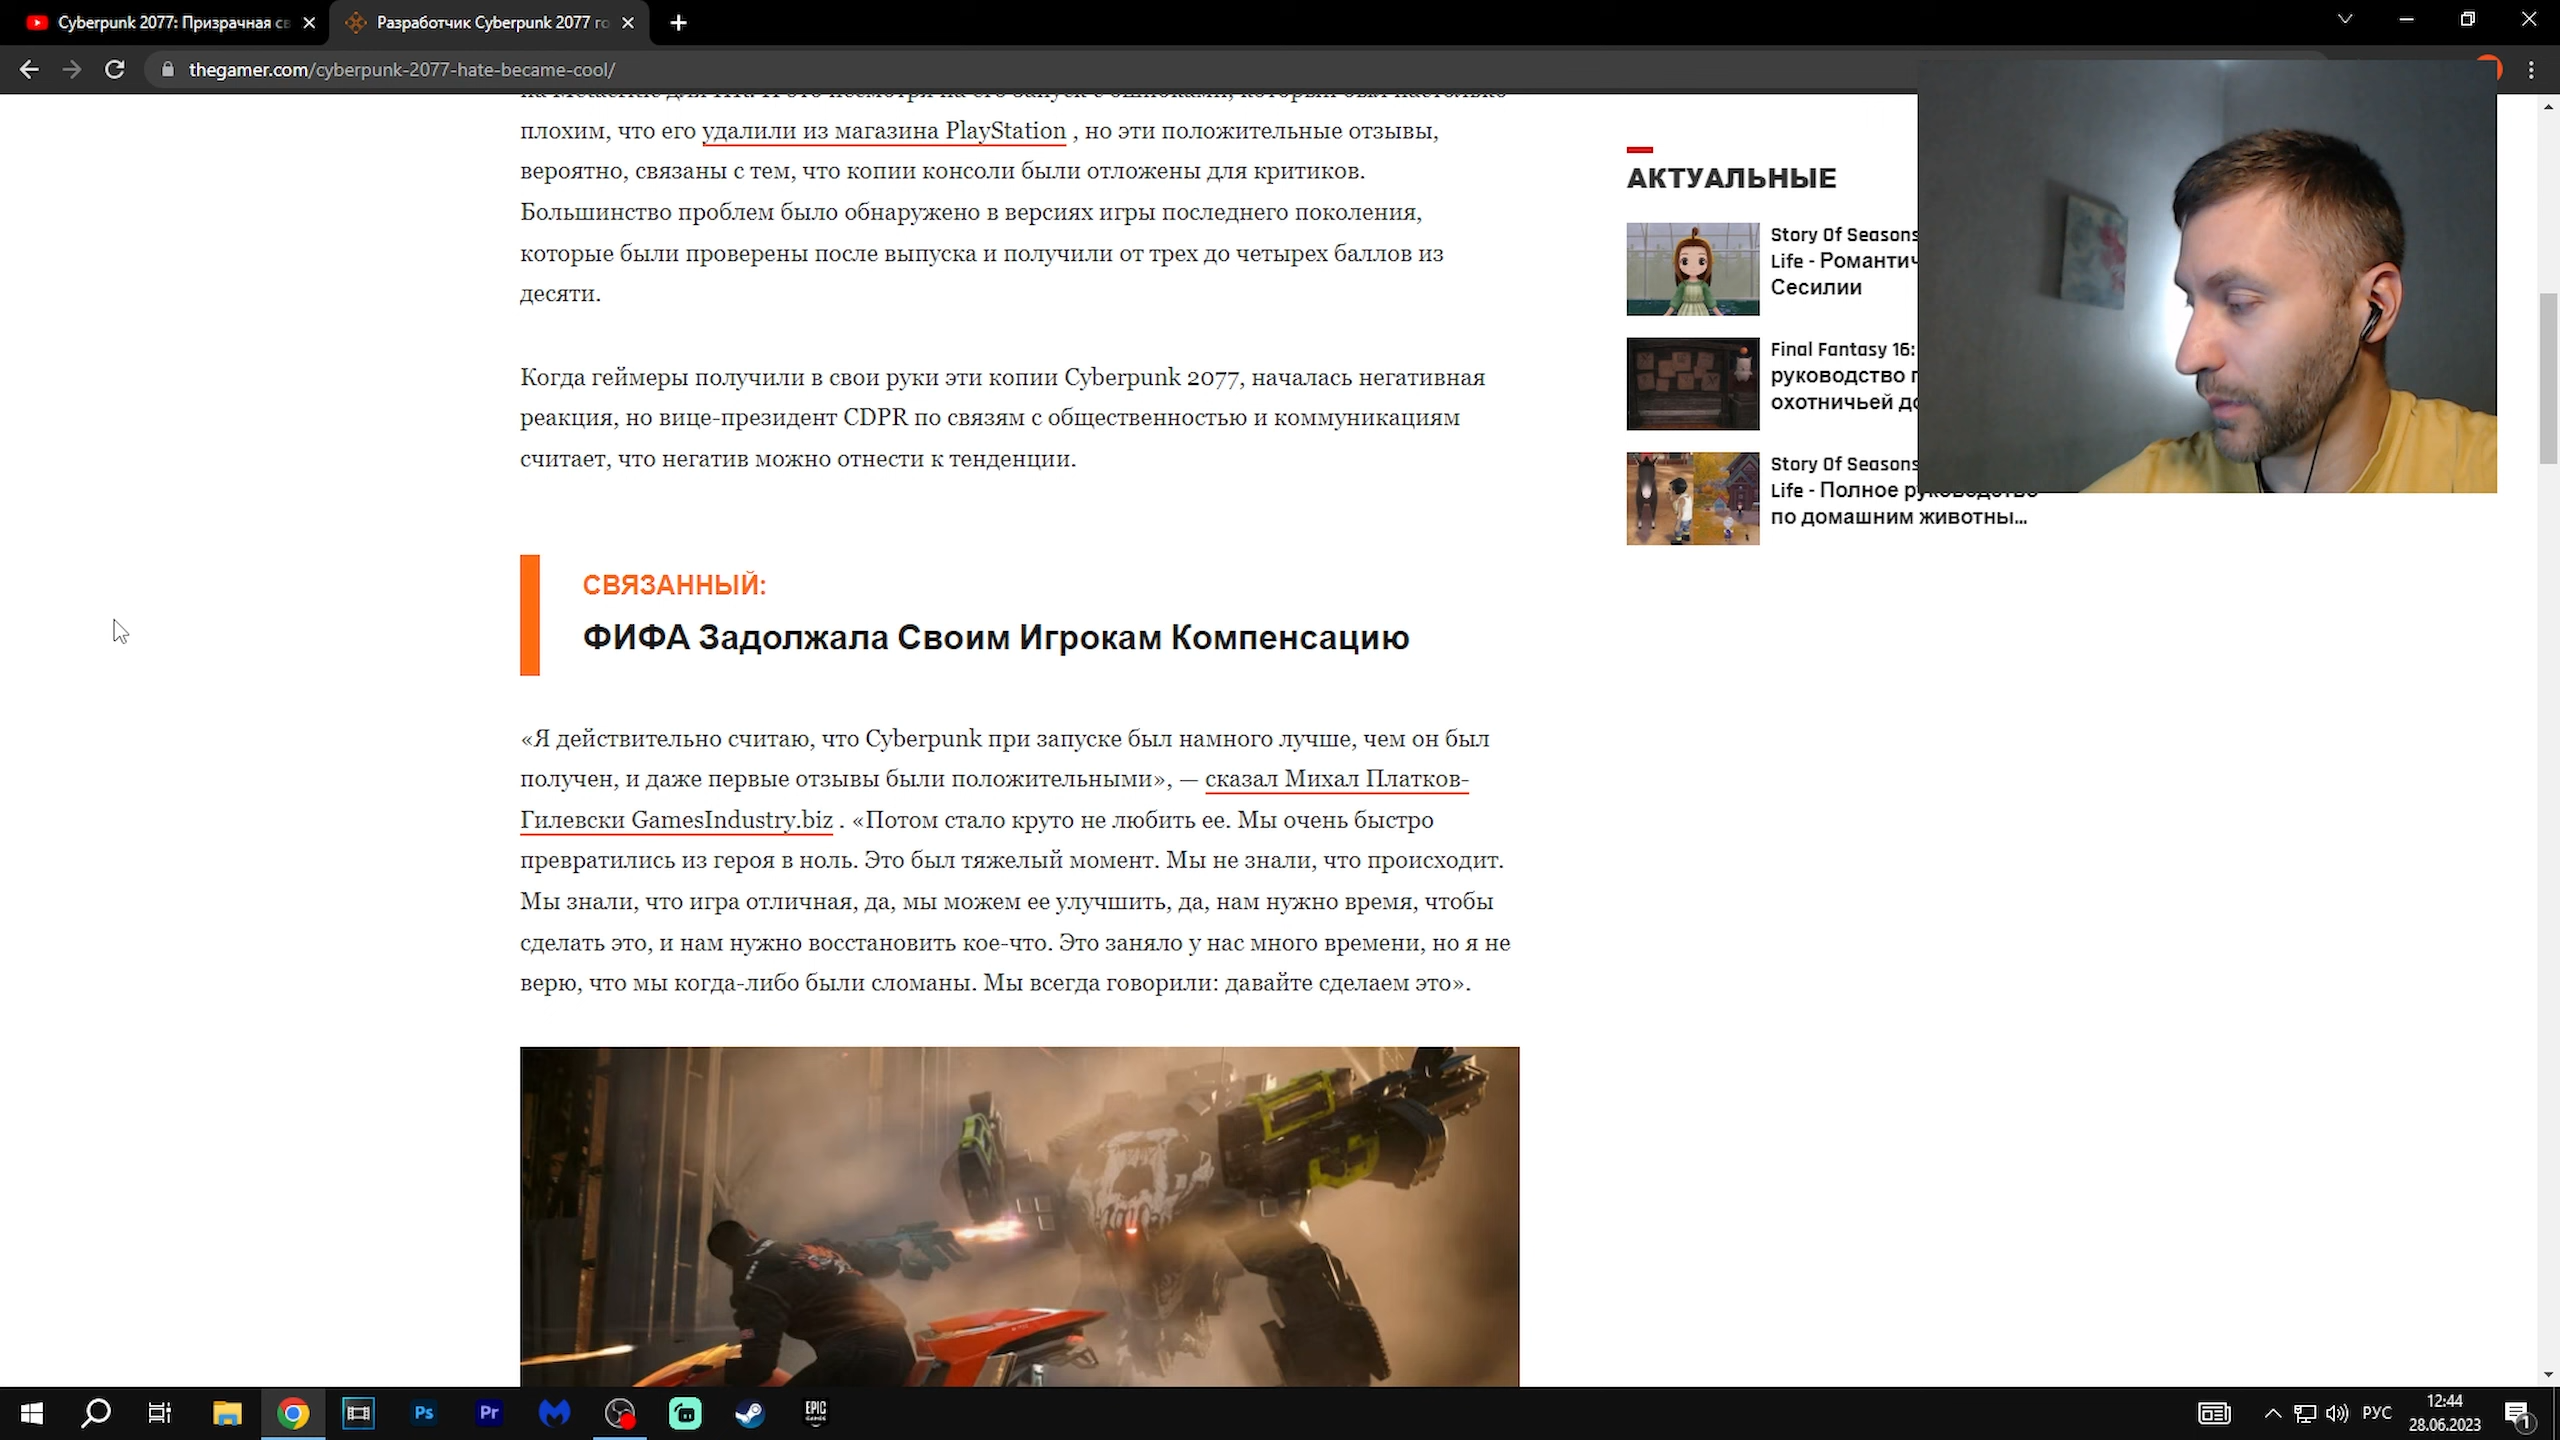 Cyberpunk 2077: Призрачная св
Разработчик Cyberpunk 2077 го
thegamer.com/cyberpunk-2077-hate-became-cool/
плохим, что его удалили из магазина PlayStation , но эти положительные отзывы,
вероятно, связаны с тем, что копии консоли были отложены для критиков.
Большинство проблем было обнаружено в версиях игры последнего поколения,
которые были проверены после выпуска и получили от трех до четырех баллов из
десяти.
Когда геймеры получили в свои руки эти копии Cyberpunk 2077, началась негативная
реакция, но вице-президент CDPR по связям с общественностью и коммуникациям
считает, что негатив можно отнести к тенденции.
СВЯЗАННЫЙ:
ФИФА Задолжала Своим Игрокам Компенсацию
«Я действительно считаю, что Cyberpunk при запуске был намного лучше, чем он был
получен, и даже первые отзывы были положительными», — сказал Михал Платков-
Гилевски GamesIndustry.biz . «Потом стало круто не любить ее. Мы очень быстро
превратились из героя в ноль. Это был тяжелый момент. Мы не знали, что происходит.
Мы знали, что игра отличная, да, мы можем ее улучшить, да, нам нужно время, чтобы
сделать это, и нам нужно восстановить кое-что. Это заняло у нас много времени, но я не
верю, что мы когда-либо были сломаны. Мы всегда говорили: давайте сделаем это».
АКТУАЛЬНЫЕ
Story Of Seasons
Life - Романтич
Сесилии
Final Fantasy 16:
руководство п
охотничьей до
Story Of Seasons
Life - Полное руководство
по домашним животны...
Ps
Pr
EPIC
GAMES
РУС
12:44
28.06.2023
1